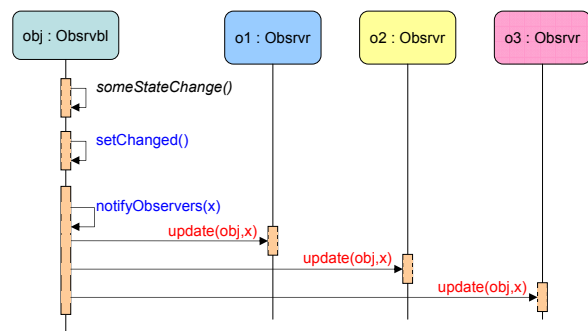 obj : Obsrvbl
o1 : Obsrvr
o2 : Obsrvr
o3 : Obsrvr
someStateChange()
setChanged()
notifyObservers(x)
update(obj,x)
update(obj,x)
update(obj,x)